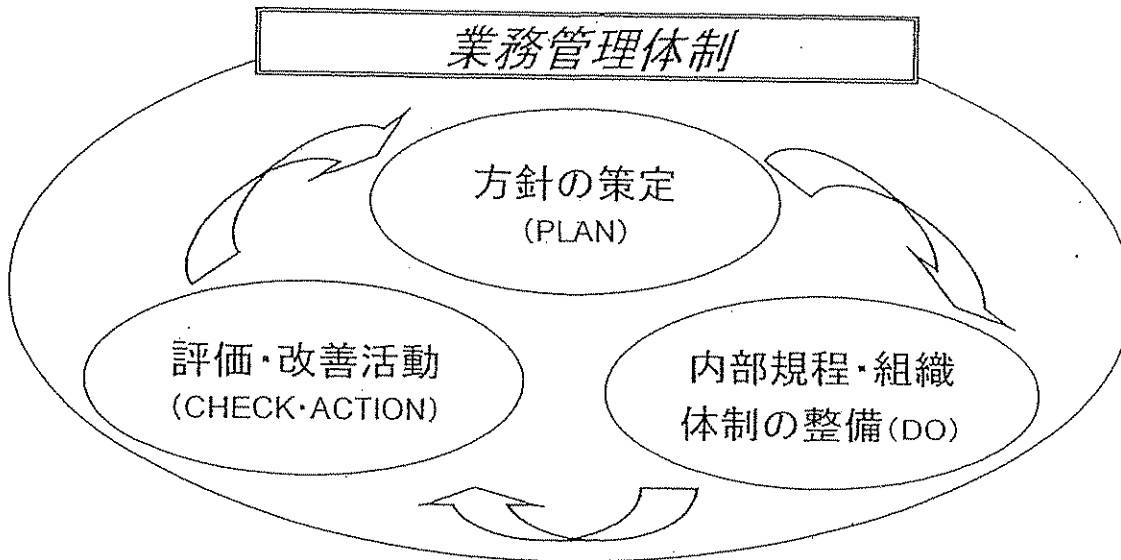 業務管理体制
方針の策定
(PLAN)
評価・改善活動
(CHECK・ACTION)
内部規程・組織
体制の整備(DO)